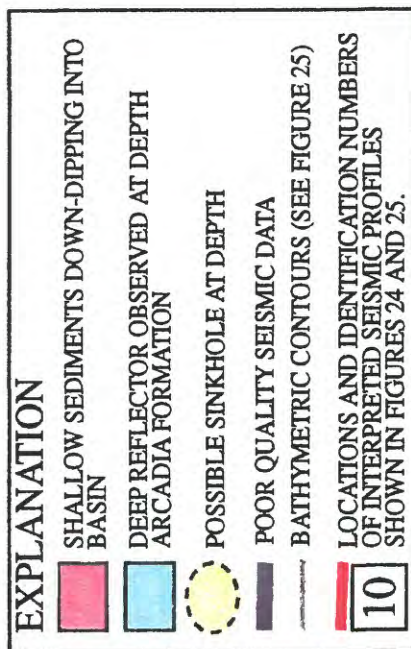 EXPLANATION
SHALLOW SEDIMENTS DOWN-DIPPING INTO
BASIN
DEEP REFLECTOR OBSERVED AT DEPTH
ARCADIA FORMATION
POSSIBLE SINKHOLE AT DEPTH
POOR QUALITY SEISMIC DATA
BATHYMETRIC CONTOURS (SEE FIGURE 25)
LOCATIONS AND IDENTIFICATION NUMBERS
OF INTERPRETED SEISMIC PROFILES
SHOWN IN FIGURES 24 AND 25.
10